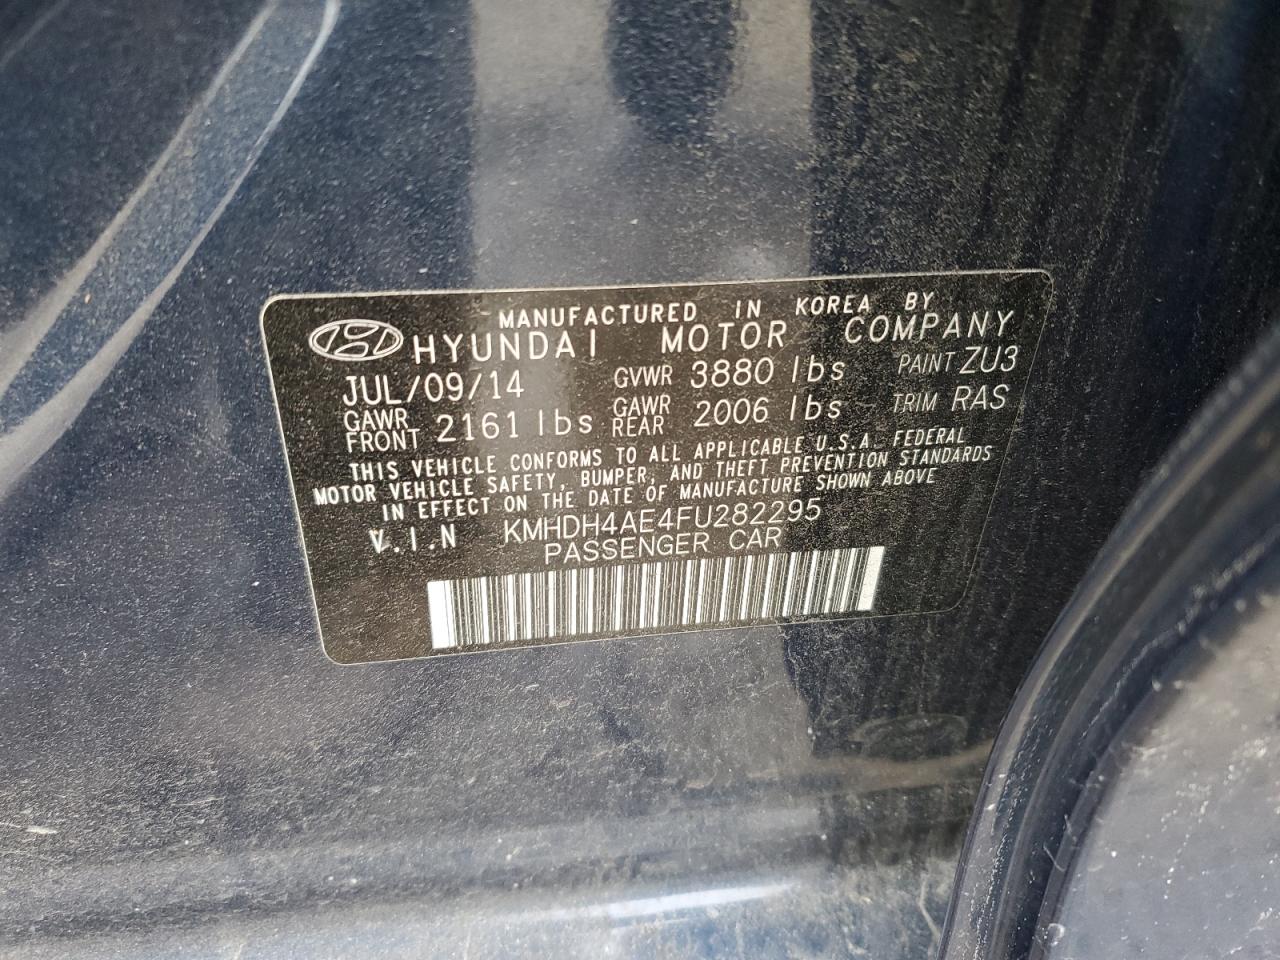 MANUFACTURED IN KOREA BY
HYUNDAI MOTOR COMPANY
JUL/09/14 GVWR 3880 lbs PAINT ZU3
GAWR FRONT 2161 lbs GAWR REAR 2006 lbs TRIM RAS
THIS VEHICLE CONFORMS TO ALL APPLICABLE U.S.A. FEDERAL
MOTOR VEHICLE SAFETY, BUMPER, AND THEFT PREVENTION STANDARDS
IN EFFECT ON THE DATE OF MANUFACTURE SHOWN ABOVE
V.I.N KMHDH4AE4FU282295
PASSENGER CAR